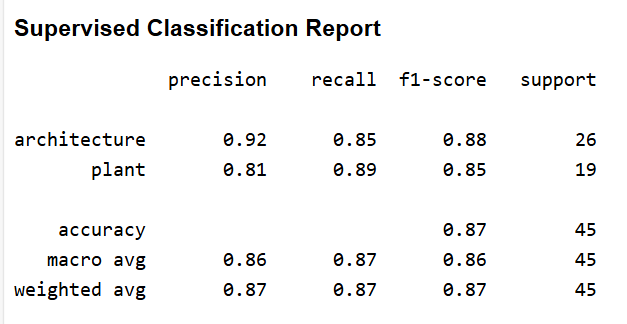 Supervised Classification Report
precision recall f1-score support
architecture 0.92 0.85 0.88 26
plant 0.81 0.89 0.85 19
accuracy 0.87 45
macro avg 0.86 0.87 0.86 45
weighted avg 0.87 0.87 0.87 45